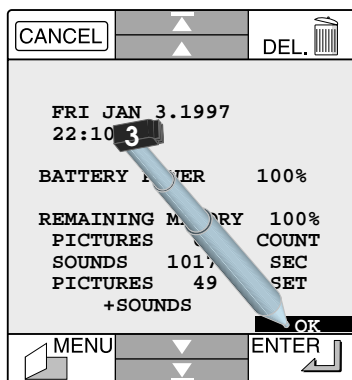 CANCEL
DEL.
FRI JAN 3.1997
22:10
3
BATTERY 100%
REMAINING 100%
PICTURES COUNT
SOUNDS 1017 SEC
PICTURES 49 SET
+SOUNDS
OK
MENU
ENTER